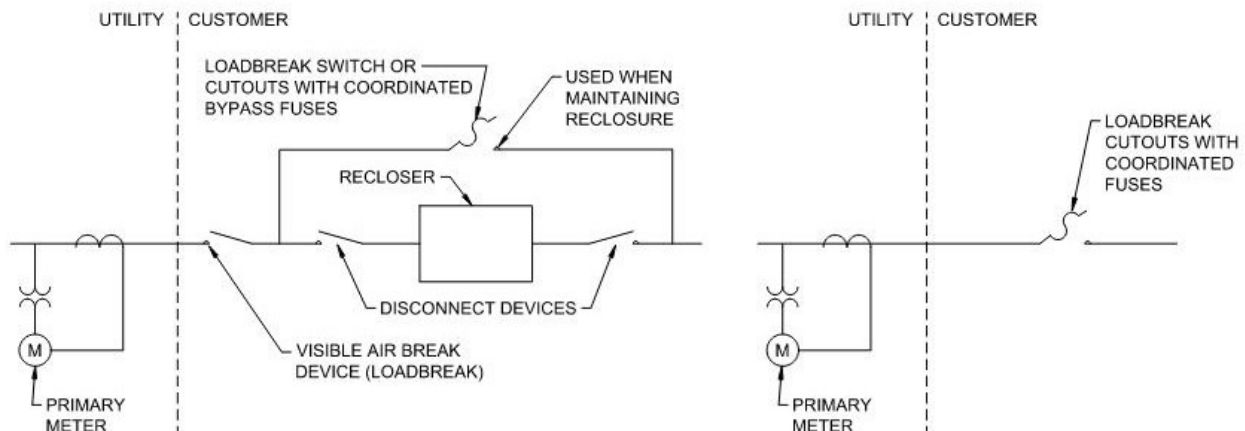 UTILITY CUSTOMER
LOADBREAK SWITCH OR
CUTOUTS WITH COORDINATED
BYPASS FUSES
USED WHEN
MAINTAINING
RECLOSURE
RECLOSER
DISCONNECT DEVICES
M
VISIBLE AIR BREAK
DEVICE (LOADBREAK)
PRIMARY
METER
UTILITY CUSTOMER
LOADBREAK
CUTOUTS WITH
COORDINATED
FUSES
M
PRIMARY
METER